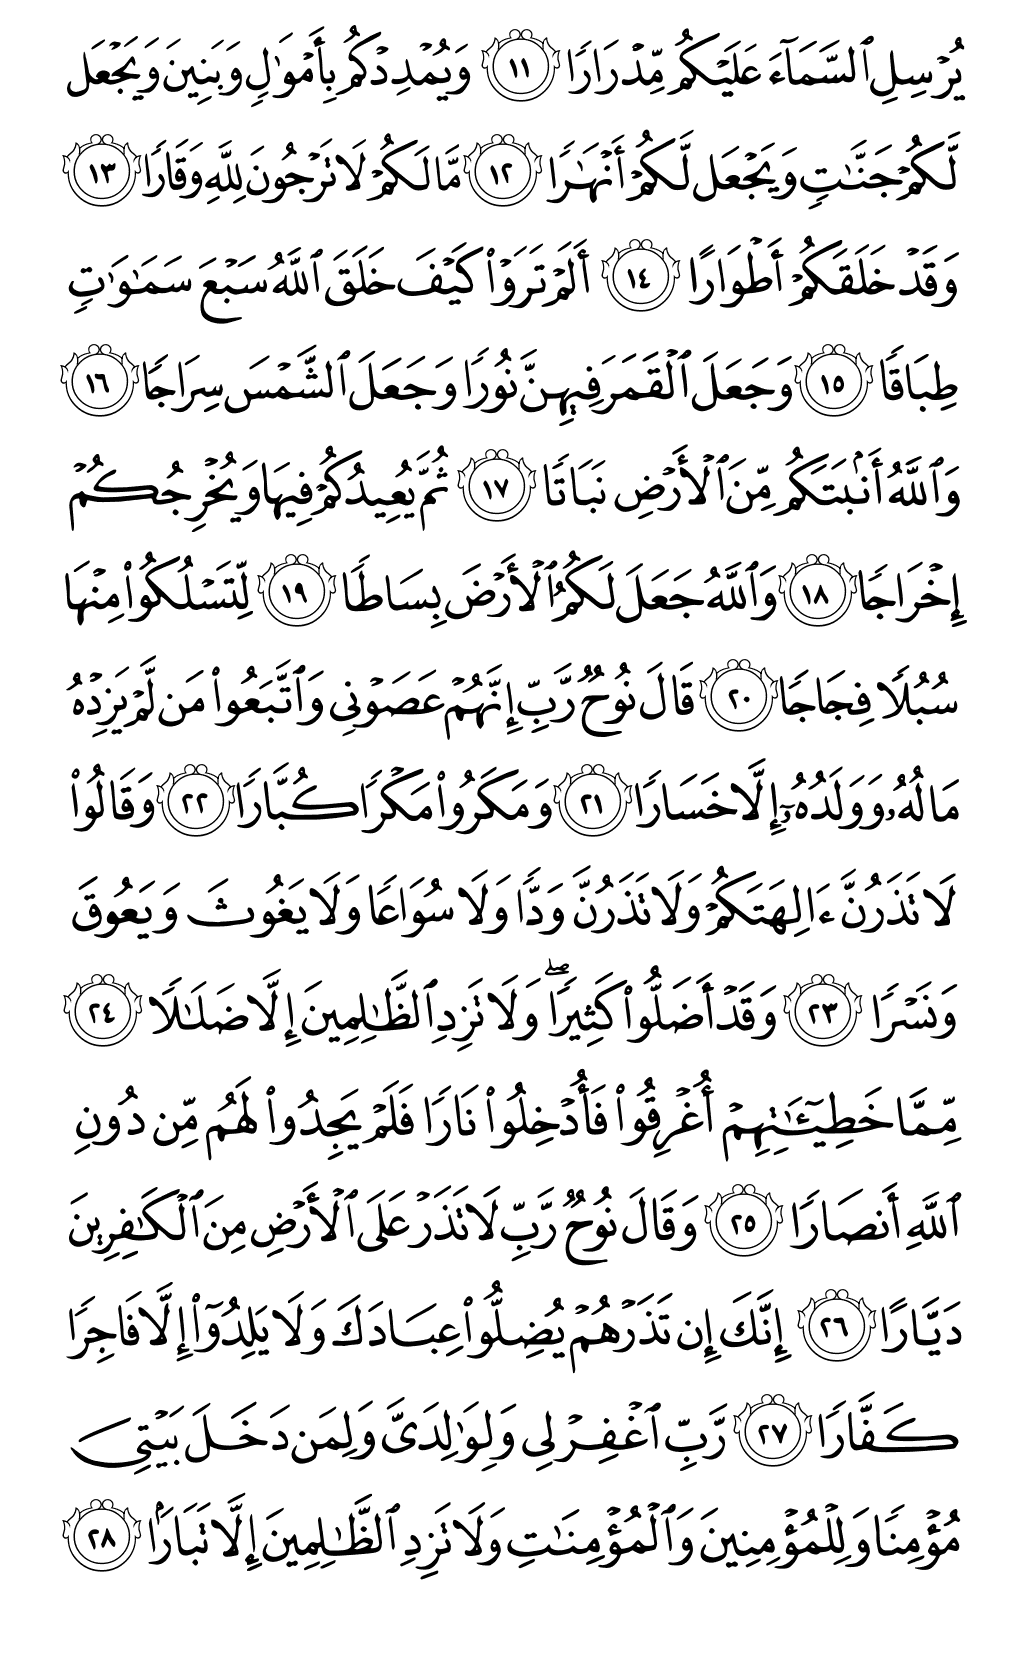 يُرْسِلِ ٱلسَّمَآءَ عَلَيْكُم مِّدْرَارًا ١١ وَيُمْدِدْكُم بِأَمْوَٰلٍ وَبَنِينَ وَيَجْعَل
لَّكُمْ جَنَّـٰتٍ وَيَجْعَل لَّكُمْ أَنْهَـٰرًا ١٢ مَّا لَكُمْ لَا تَرْجُونَ لِلَّهِ وَقَارًا ١٣
وَقَدْ خَلَقَكُمْ أَطْوَارًا ١٤ أَلَمْ تَرَوْا۟ كَيْفَ خَلَقَ ٱللَّهُ سَبْعَ سَمَـٰوَٰتٍ
طِبَاقًا ١٥ وَجَعَلَ ٱلْقَمَرَ فِيهِنَّ نُورًا وَجَعَلَ ٱلشَّمْسَ سِرَاجًا ١٦
وَٱللَّهُ أَنۢبَتَكُم مِّنَ ٱلْأَرْضِ نَبَاتًا ١٧ ثُمَّ يُعِيدُكُمْ فِيهَا وَيُخْرِجُكُمْ
إِخْرَاجًا ١٨ وَٱللَّهُ جَعَلَ لَكُمُ ٱلْأَرْضَ بِسَاطًا ١٩ لِّتَسْلُكُوا۟ مِنْهَا
سُبُلًا فِجَاجًا ٢٠ قَالَ نُوحٌ رَّبِّ إِنَّهُمْ عَصَوْنِى وَٱتَّبَعُوا۟ مَن لَّمْ يَزِدْهُ
مَالُهُۥ وَوَلَدُهُۥٓ إِلَّا خَسَارًا ٢١ وَمَكَرُوا۟ مَكْرًا كُبَّارًا ٢٢ وَقَالُوا۟
لَا تَذَرُنَّ ءَالِهَتَكُمْ وَلَا تَذَرُنَّ وَدًّا وَلَا سُوَاعًا وَلَا يَغُوثَ وَيَعُوقَ
وَنَسْرًا ٢٣ وَقَدْ أَضَلُّوا۟ كَثِيرًا ۖ وَلَا تَزِدِ ٱلظَّـٰلِمِينَ إِلَّا ضَلَـٰلًا ٢٤
مِّمَّا خَطِيٓـَٔـٰتِهِمْ أُغْرِقُوا۟ فَأُدْخِلُوا۟ نَارًا فَلَمْ يَجِدُوا۟ لَهُم مِّن دُونِ
ٱللَّهِ أَنصَارًا ٢٥ وَقَالَ نُوحٌ رَّبِّ لَا تَذَرْ عَلَى ٱلْأَرْضِ مِنَ ٱلْكَـٰفِرِينَ
دَيَّارًا ٢٦ إِنَّكَ إِن تَذَرْهُمْ يُضِلُّوا۟ عِبَادَكَ وَلَا يَلِدُوٓا۟ إِلَّا فَاجِرًا
كَفَّارًا ٢٧ رَّبِّ ٱغْفِرْ لِى وَلِوَٰلِدَىَّ وَلِمَن دَخَلَ بَيْتِىَ
مُؤْمِنًا وَلِلْمُؤْمِنِينَ وَٱلْمُؤْمِنَـٰتِ وَلَا تَزِدِ ٱلظَّـٰلِمِينَ إِلَّا تَبَارًۢا ٢٨